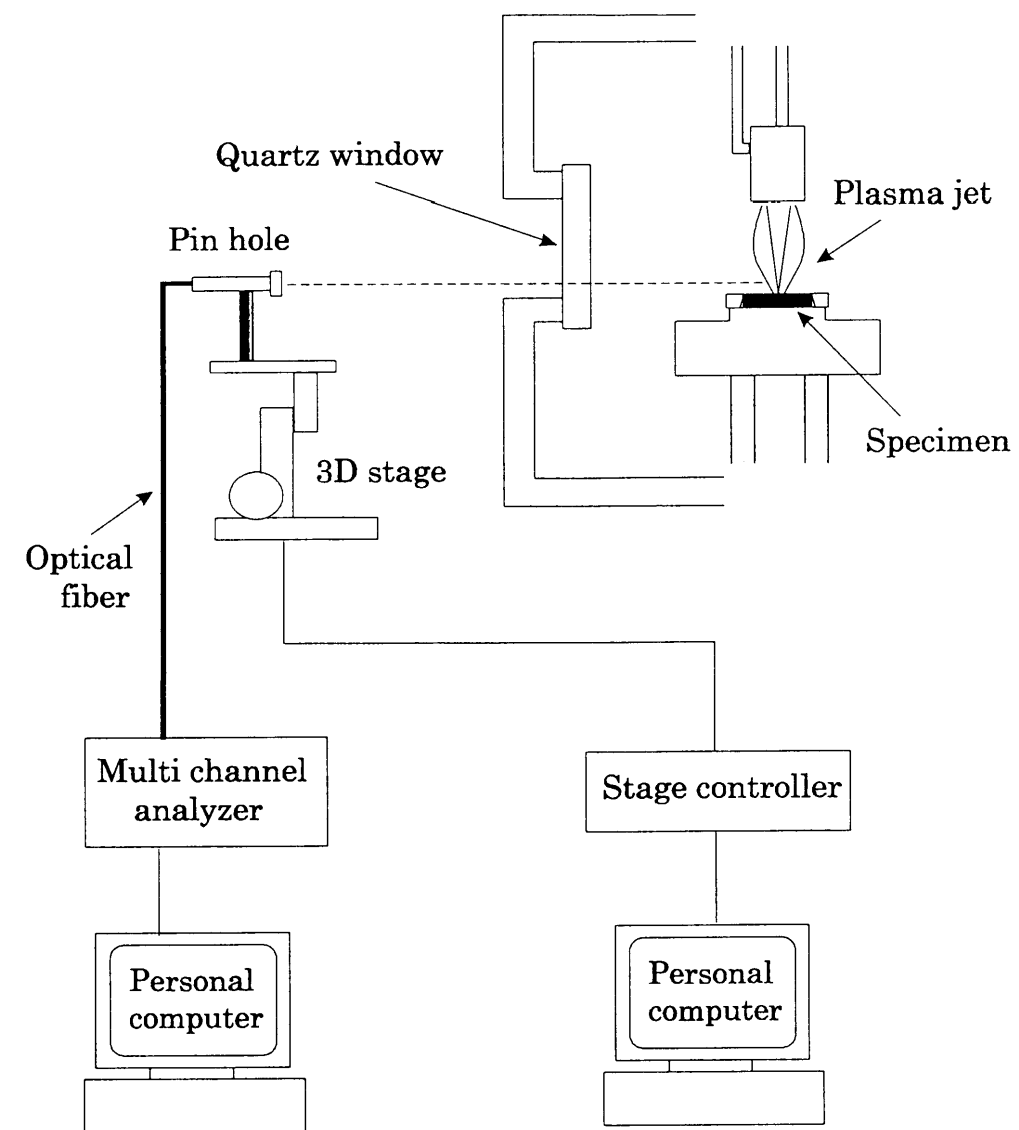 Quartz window
Plasma jet
Pin hole
Specimen
3D stage
Optical
fiber
Multi channel
analyzer
Stage controller
Personal
computer
Personal
computer